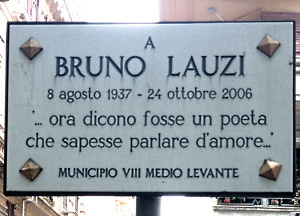 A
BRUNO LAUZI
8 agosto 1937 - 24 ottobre 2006
'... ora dicono fosse un poeta
che sapesse parlare d'amore...'
MUNICIPIO VIII MEDIO LEVANTE